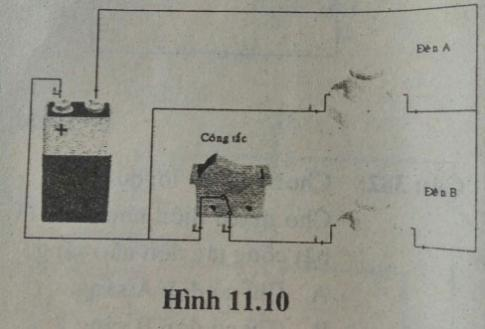 Đèn A
+
Công tắc
Đèn B
Hình 11.10